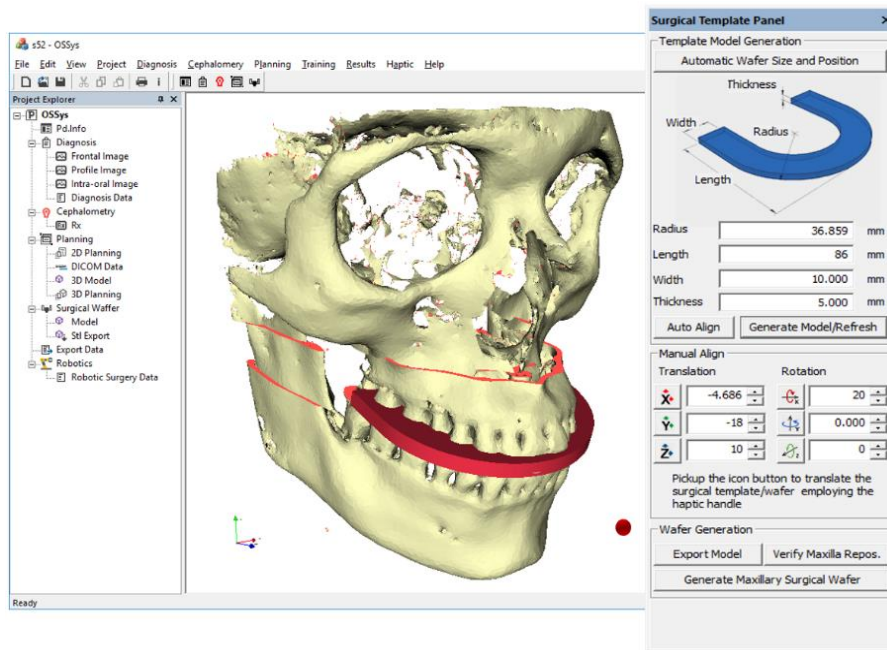 s52 - OSSys
File Edit View Project Diagnosis Cephalomery Planning Training Results Haptic Help
Project Explorer
OSSys
Pd.Info
Diagnosis
Frontal Image
Profile Image
Intra-oral Image
Diagnosis Data
Cephalometry
Rx
Planning
2D Planning
DICOM Data
3D Model
3D Planning
Surgical Waffer
Model
Stl Export
Export Data
Robotics
Robotic Surgery Data
Ready
Surgical Template Panel
Template Model Generation
Automatic Wafer Size and Position
Thickness
Width
Radius
Length
Radius 36.859 mm
Length 86 mm
Width 10.000 mm
Thickness 5.000 mm
Auto Align Generate Model/Refresh
Manual Align
Translation Rotation
X -4.686 X 20
Y -18 Y 0.000
Z 10 Z 0
Pickup the icon button to translate the
surgical template/wafer employing the
haptic handle
Wafer Generation
Export Model Verify Maxilla Repos.
Generate Maxillary Surgical Wafer